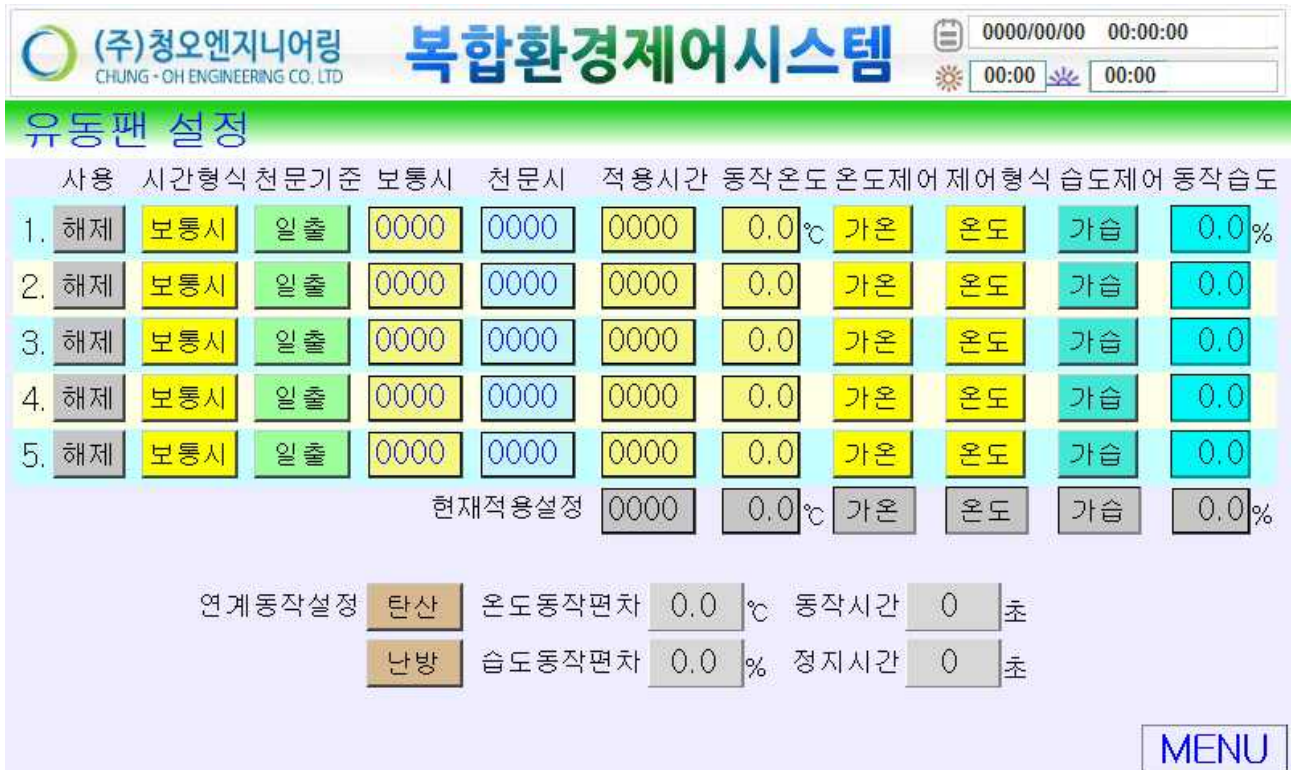 (주)청오엔지니어링 복합환경제어시스템 0000/00/00 00:00:00
CHUNG · OH ENGINEERING CO. LTD 00:00 00:00
유동팬 설정
사용 시간형식 천문기준 보통시 천문시 적용시간 동작온도 온도제어 제어형식 습도제어 동작습도
1. 해제 보통시 일출 0000 0000 0000 0.0 ℃ 가온 온도 가습 0.0 %
2. 해제 보통시 일출 0000 0000 0000 0.0 가온 온도 가습 0.0
3. 해제 보통시 일출 0000 0000 0000 0.0 가온 온도 가습 0.0
4. 해제 보통시 일출 0000 0000 0000 0.0 가온 온도 가습 0.0
5. 해제 보통시 일출 0000 0000 0000 0.0 가온 온도 가습 0.0
현재적용설정 0000 0.0 ℃ 가온 온도 가습 0.0 %
연계동작설정 탄산 온도동작편차 0.0 ℃ 동작시간 0 초
난방 습도동작편차 0.0 % 정지시간 0 초
MENU